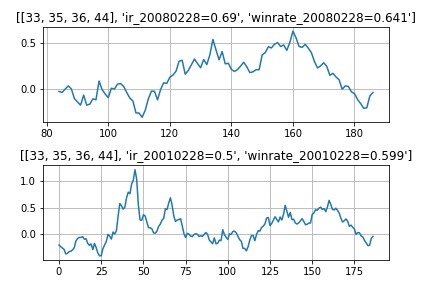 [[33, 35, 36, 44], 'ir_20080228=0.69', 'winrate_20080228=0.641']
0.5
0.0
80 100 120 140 160 180
[[33, 35, 36, 44], 'ir_20010228=0.5', 'winrate_20010228=0.599']
1.0
0.5
0.0
0 25 50 75 100 125 150 175